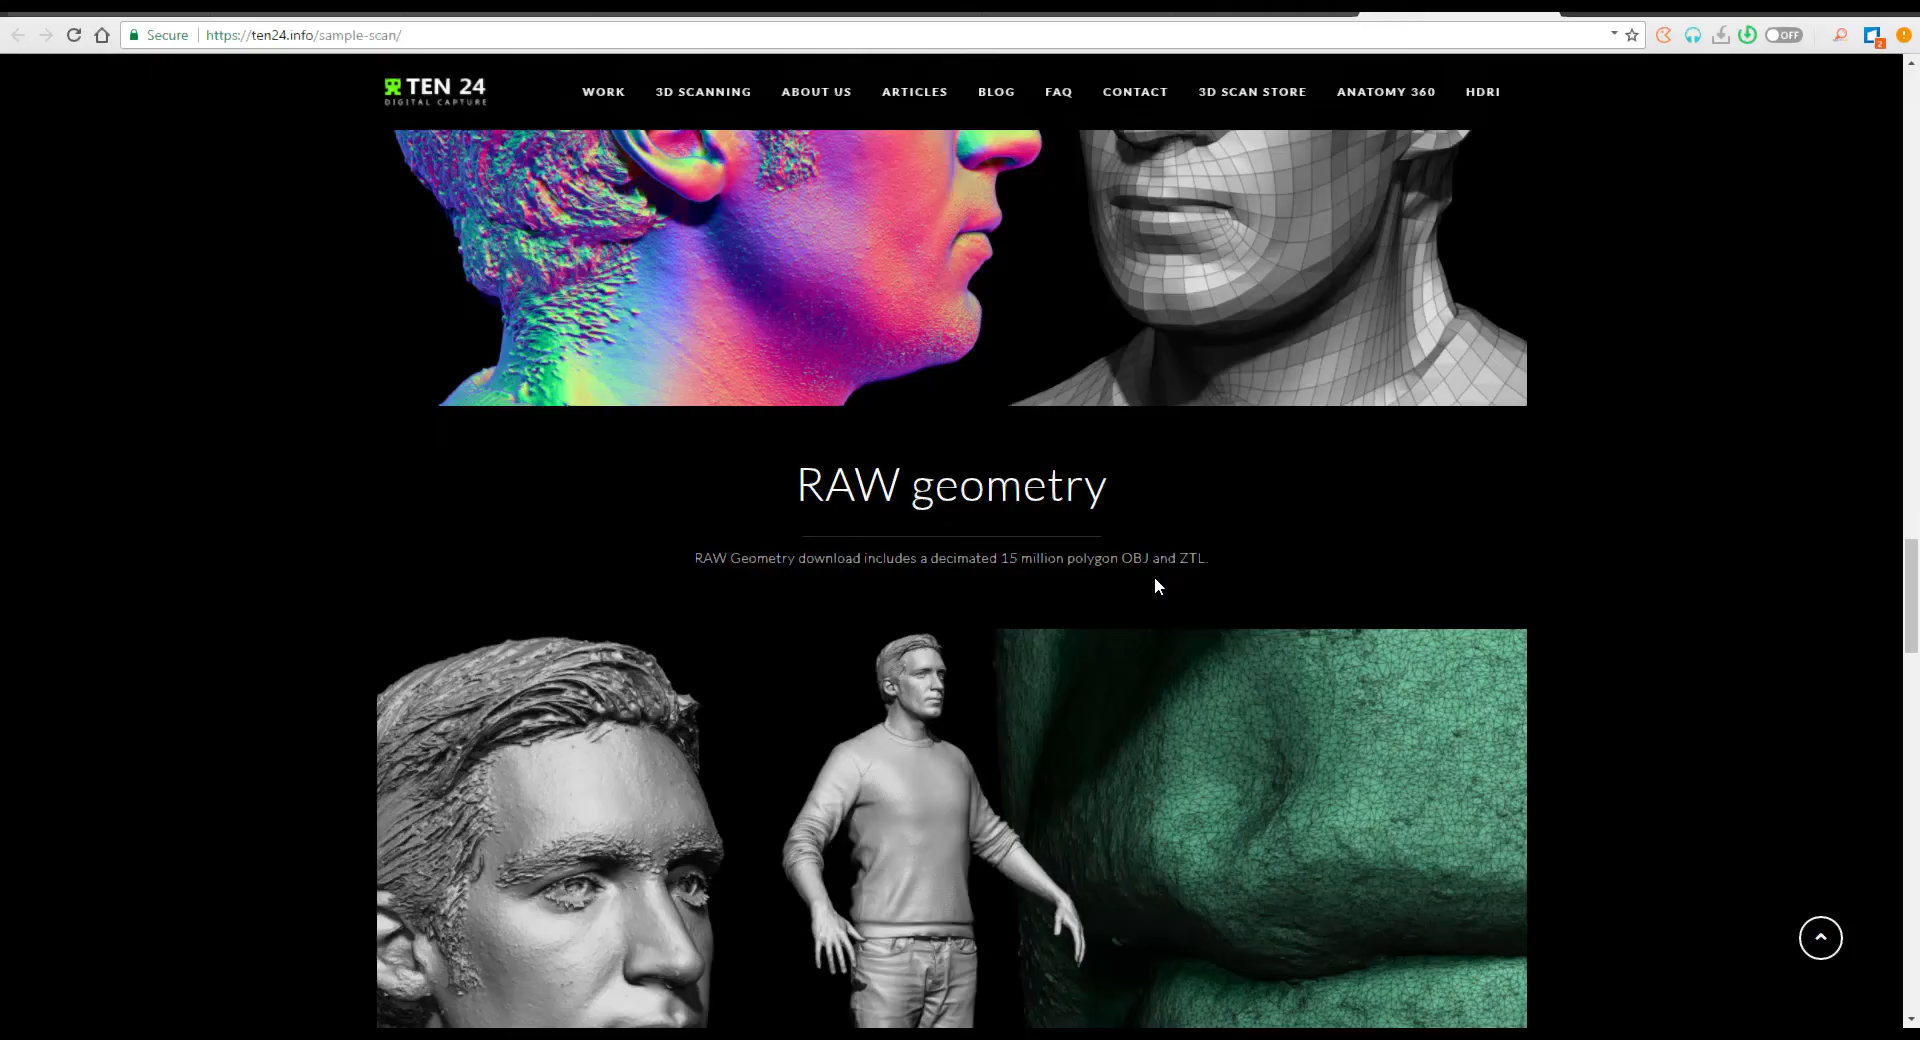 Secure https://ten24.info/sample-scan/
OFF
2
TEN 24
DIGITAL CAPTURE
WORK 3D SCANNING ABOUT US ARTICLES BLOG FAQ CONTACT 3D SCAN STORE ANATOMY 360 HDRI
RAW geometry
RAW Geometry download includes a decimated 15 million polygon OBJ and ZTL.